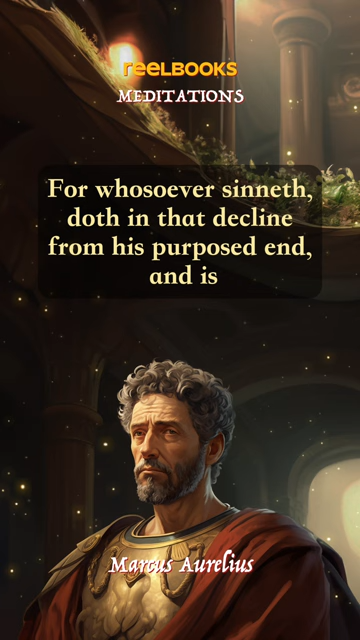 reelBOOKS
MEDITATIONS
For whosoever sinneth,
doth in that decline
from his purposed end,
and is
Marcus Aurelius